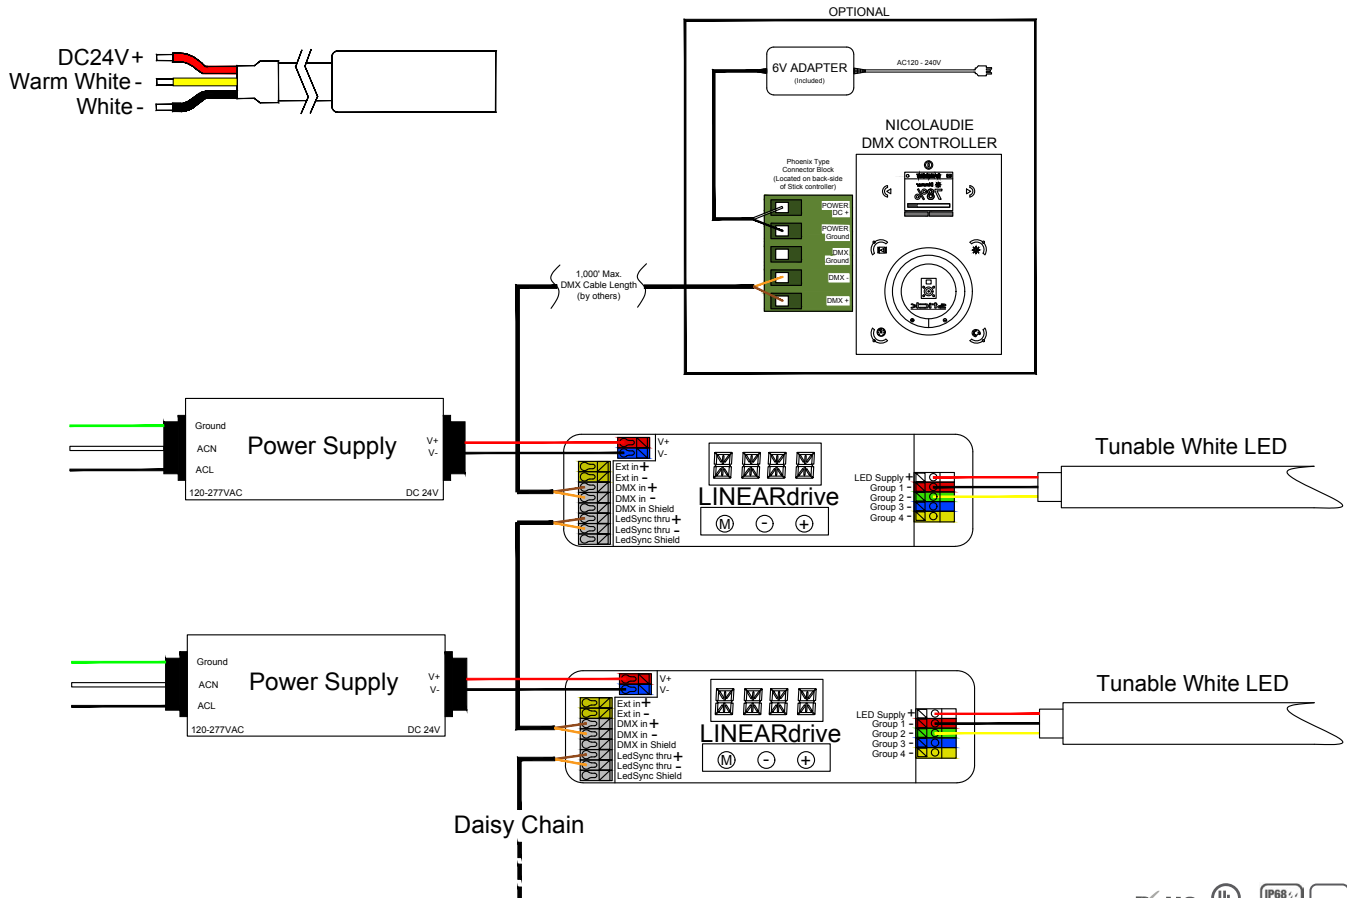 OPTIONAL
DC24V+
Warm White -
White -
6V ADAPTER
(Included)
AC120 - 240V
NICOLAUDIE
DMX CONTROLLER
Phoenix Type
Connector Block
(Located on back-side
of Stick controller)
POWER
DC +
POWER
Ground
DMX
Ground
DMX -
DMX +
1,000' Max.
DMX Cable Length
(by others)
Ground
ACN
ACL
Power Supply
V+
V-
120-277VAC
DC 24V
V+
V-
Ext in +
Ext in -
DMX in +
DMX in -
DMX in Shield
LedSync thru +
LedSync thru -
LedSync Shield
LINEARdrive
M - +
LED Supply +
Group 1 -
Group 2 -
Group 3 -
Group 4 -
Tunable White LED
Ground
ACN
ACL
Power Supply
V+
V-
120-277VAC
DC 24V
V+
V-
Ext in +
Ext in -
DMX in +
DMX in -
DMX in Shield
LedSync thru +
LedSync thru -
LedSync Shield
LINEARdrive
M - +
LED Supply +
Group 1 -
Group 2 -
Group 3 -
Group 4 -
Tunable White LED
Daisy Chain
UL
IP68